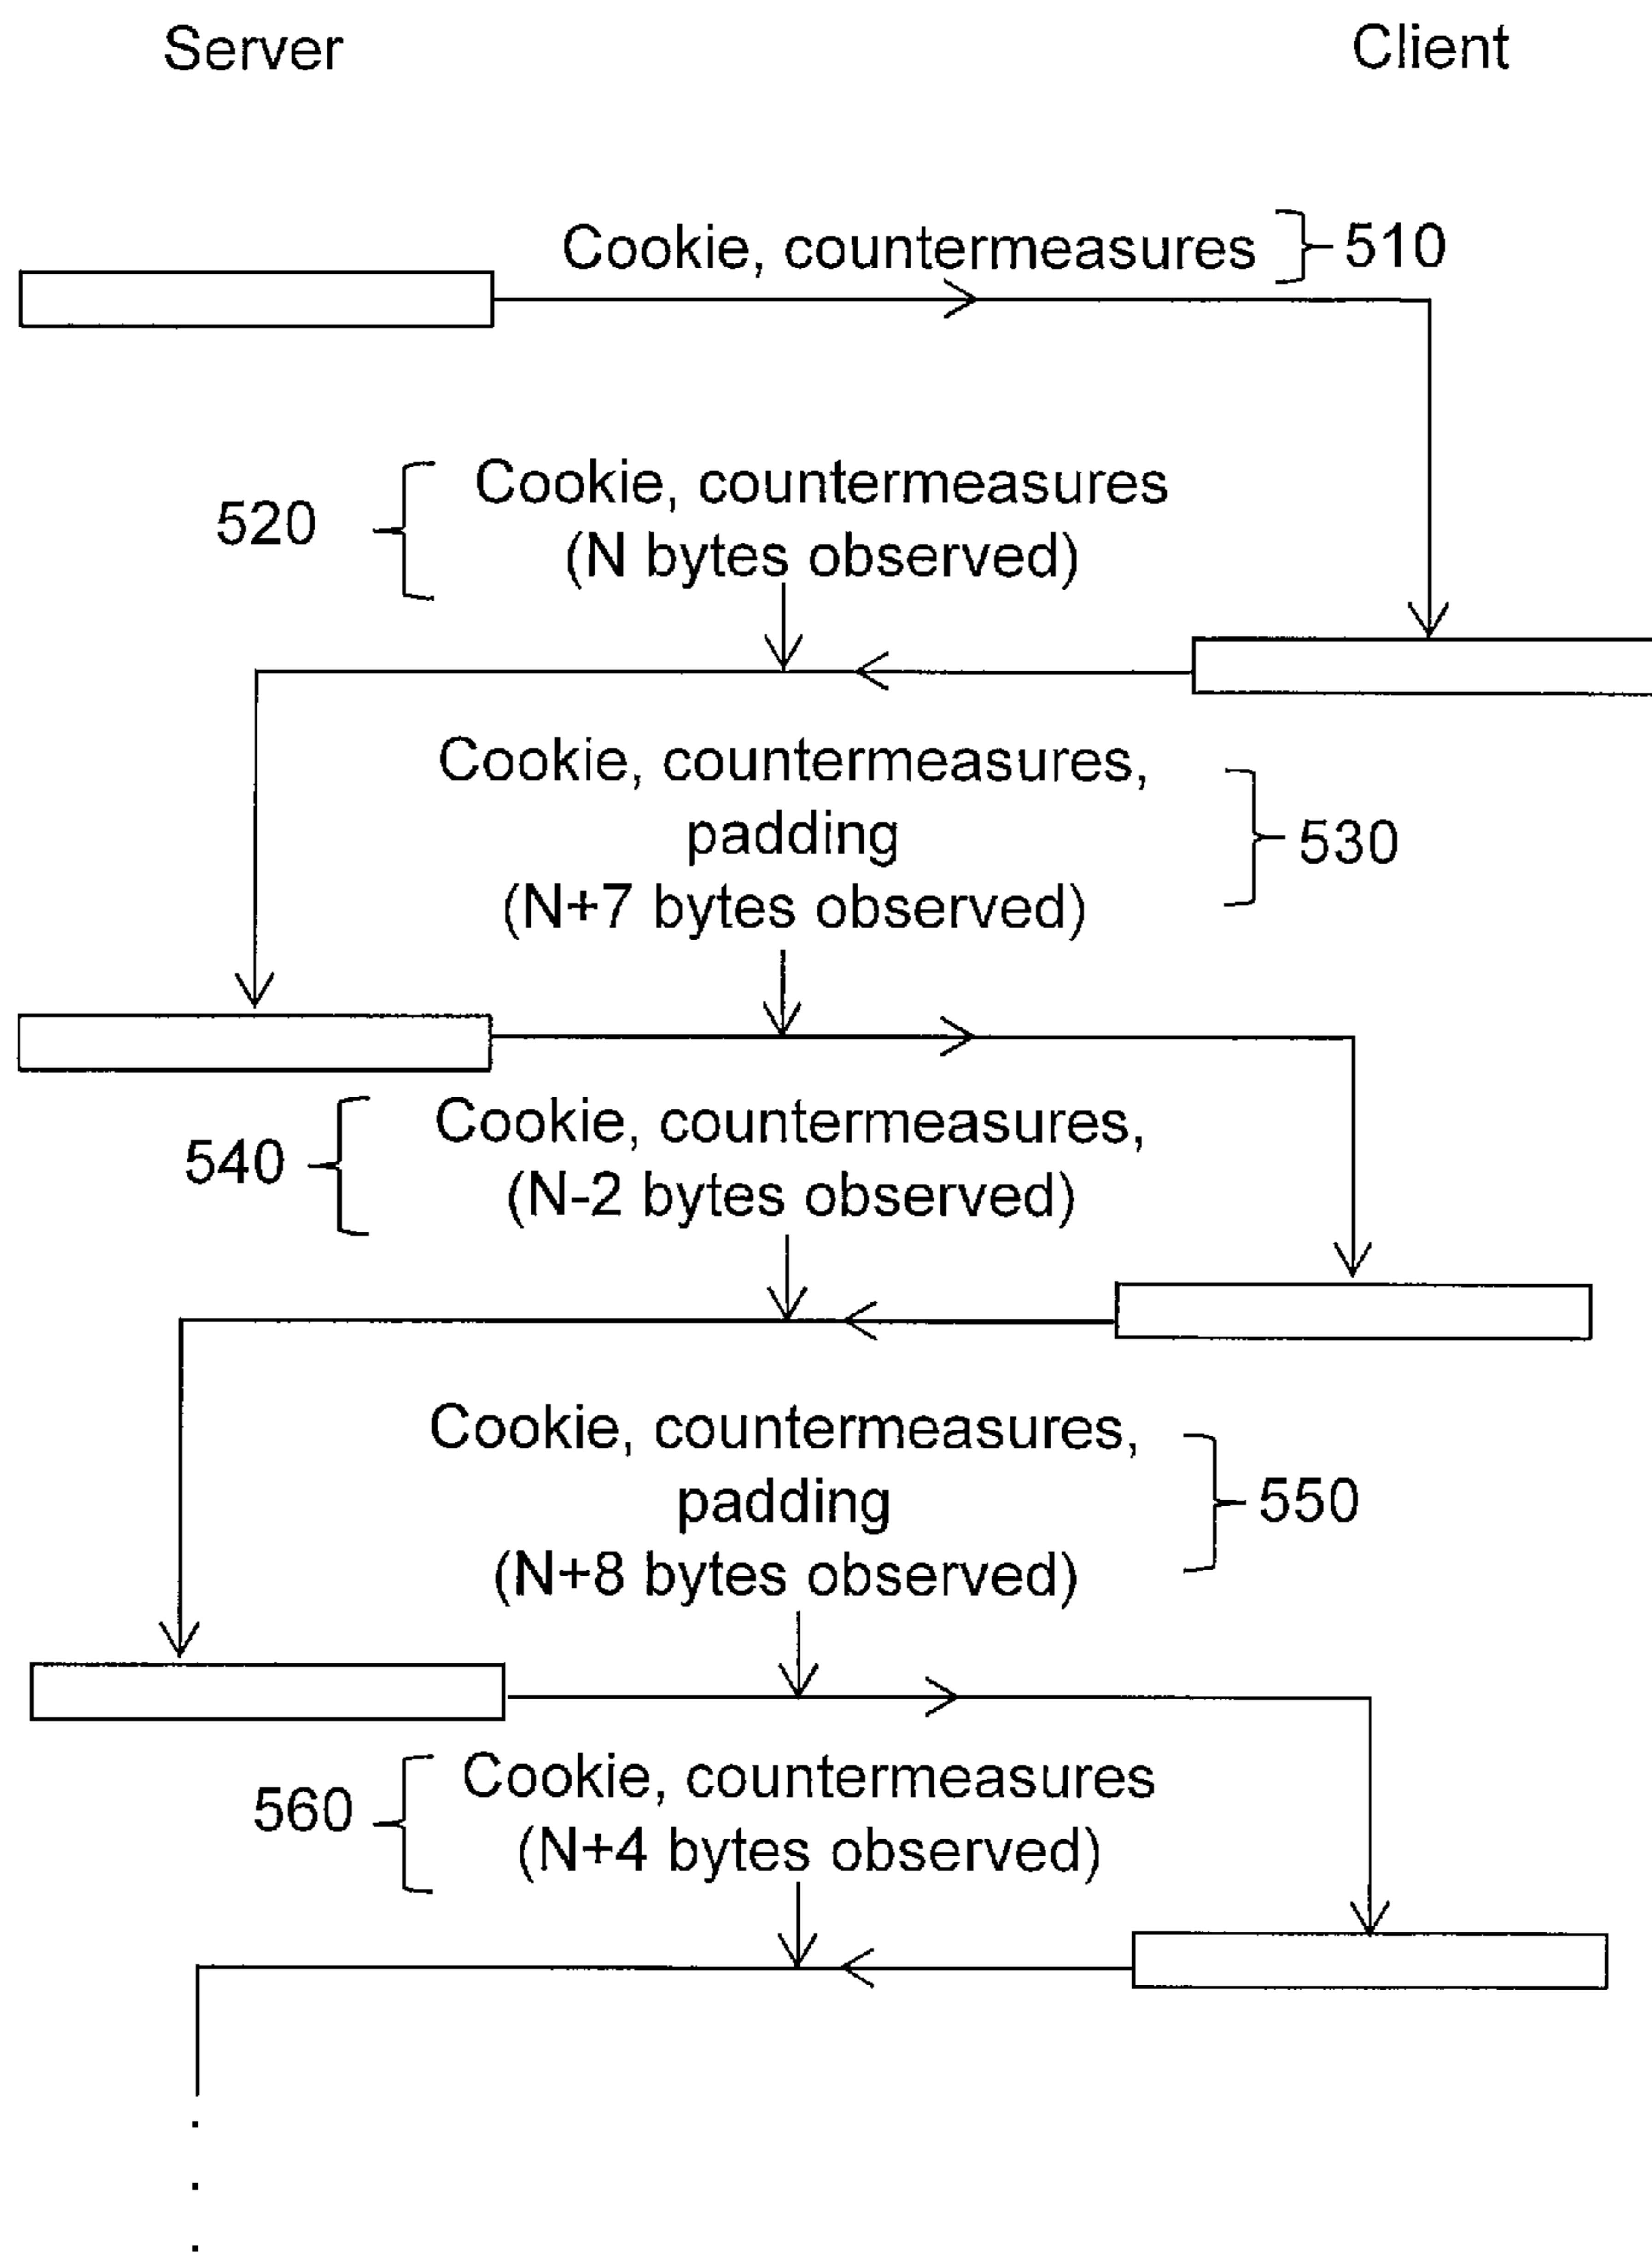 Server
Client
Cookie, countermeasures
510
520
Cookie, countermeasures
(N bytes observed)
Cookie, countermeasures,
padding
(N+7 bytes observed)
530
540
Cookie, countermeasures,
(N-2 bytes observed)
Cookie, countermeasures,
padding
(N+8 bytes observed)
550
560
Cookie, countermeasures
(N+4 bytes observed)